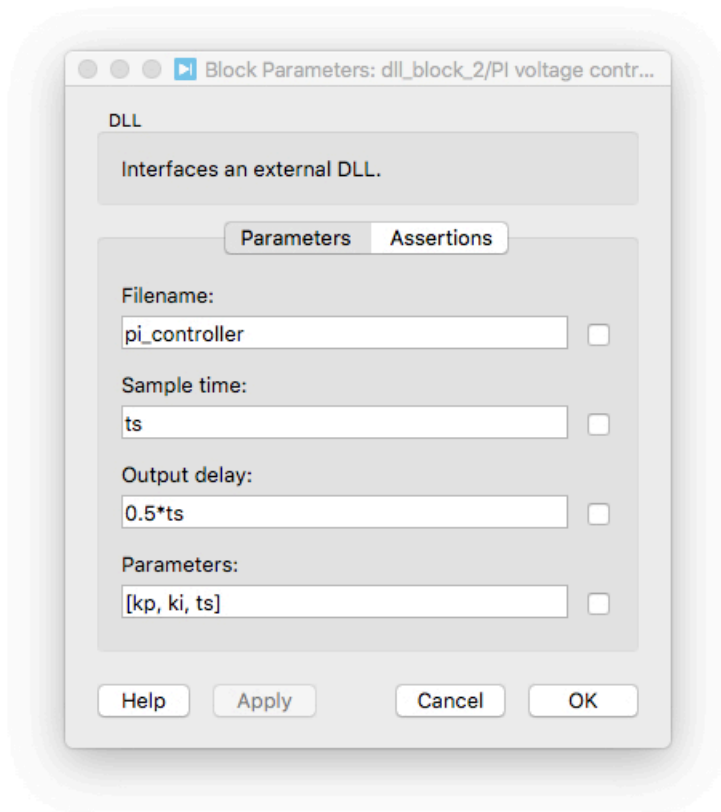 Block Parameters: dll_block_2/PI voltage contr...
DLL
Interfaces an external DLL.
Parameters Assertions
Filename:
pi_controller
Sample time:
ts
Output delay:
0.5*ts
Parameters:
[kp, ki, ts]
Help Apply Cancel OK